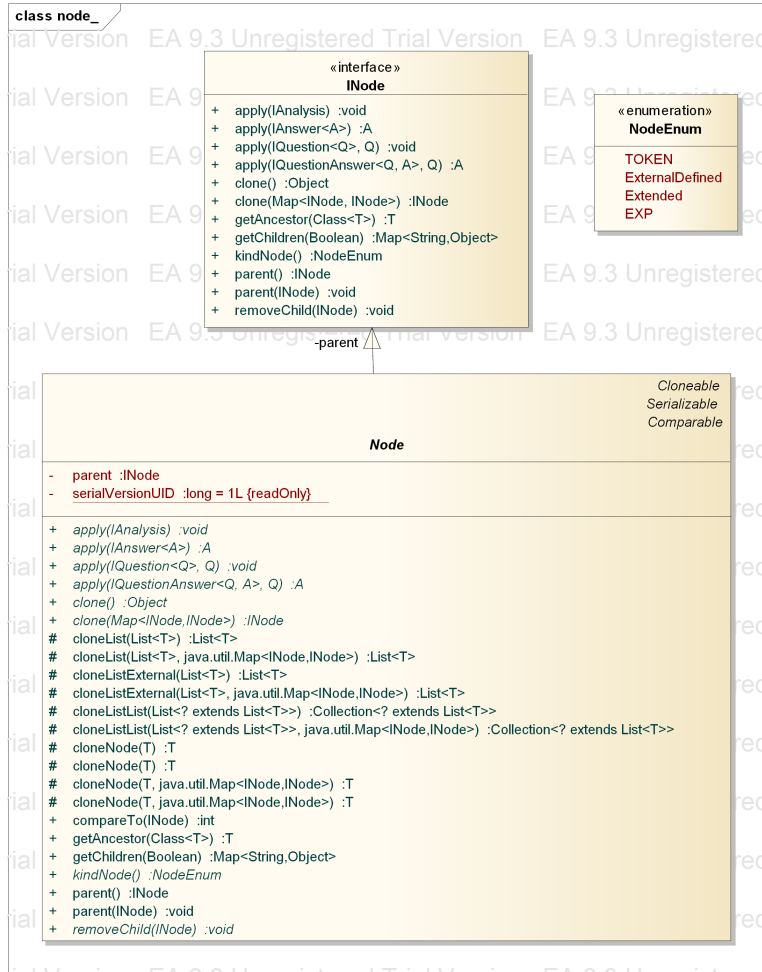 class node_
EA 9.3 Unregistered Trial Version
«interface»
INode
+ apply(IAnalysis) :void
+ apply(IAnswer<A>) :A
+ apply(IQuestion<Q>, Q) :void
+ apply(IQuestionAnswer<Q, A>, Q) :A
+ clone() :Object
+ clone(Map<INode, INode>) :INode
+ getAncestor(Class<T>) :T
+ getChildren(Boolean) :Map<String,Object>
+ kindNode() :NodeEnum
+ parent() :INode
+ parent(INode) :void
+ removeChild(INode) :void
«enumeration»
NodeEnum
TOKEN
ExternalDefined
Extended
EXP
-parent
Cloneable
Serializable
Comparable
Node
- parent :INode
- serialVersionUID :long = 1L {readOnly}
+ apply(IAnalysis) :void
+ apply(IAnswer<A>) :A
+ apply(IQuestion<Q>, Q) :void
+ apply(IQuestionAnswer<Q, A>, Q) :A
+ clone() :Object
+ clone(Map<INode,INode>) :INode
# cloneList(List<T>) :List<T>
# cloneList(List<T>, java.util.Map<INode,INode>) :List<T>
# cloneListExternal(List<T>) :List<T>
# cloneListExternal(List<T>, java.util.Map<INode,INode>) :List<T>
# cloneListList(List<? extends List<T>>) :Collection<? extends List<T>>
# cloneListList(List<? extends List<T>>, java.util.Map<INode,INode>) :Collection<? extends List<T>>
# cloneNode(T) :T
# cloneNode(T) :T
# cloneNode(T, java.util.Map<INode,INode>) :T
# cloneNode(T, java.util.Map<INode,INode>) :T
+ compareTo(INode) :int
+ getAncestor(Class<T>) :T
+ getChildren(Boolean) :Map<String,Object>
+ kindNode() :NodeEnum
+ parent() :INode
+ parent(INode) :void
+ removeChild(INode) :void